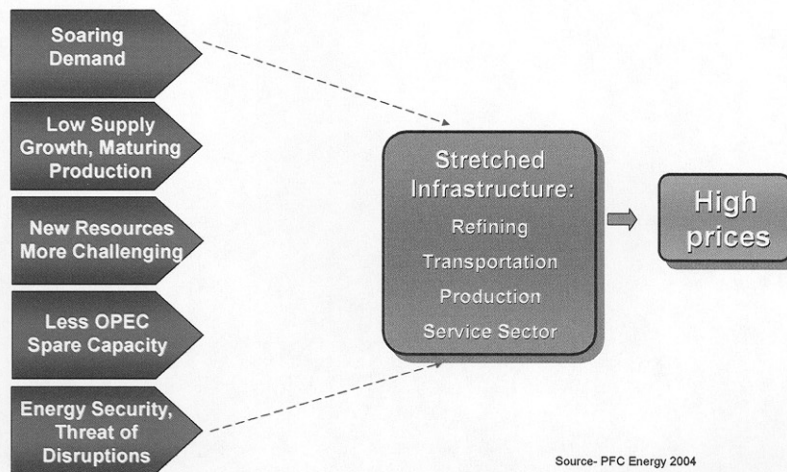 Soaring
Demand
Low Supply
Growth, Maturing
Production
New Resources
More Challenging
Less OPEC
Spare Capacity
Energy Security,
Threat of
Disruptions
Stretched
Infrastructure:
Refining
Transportation
Production
Service Sector
High
prices
Source- PFC Energy 2004